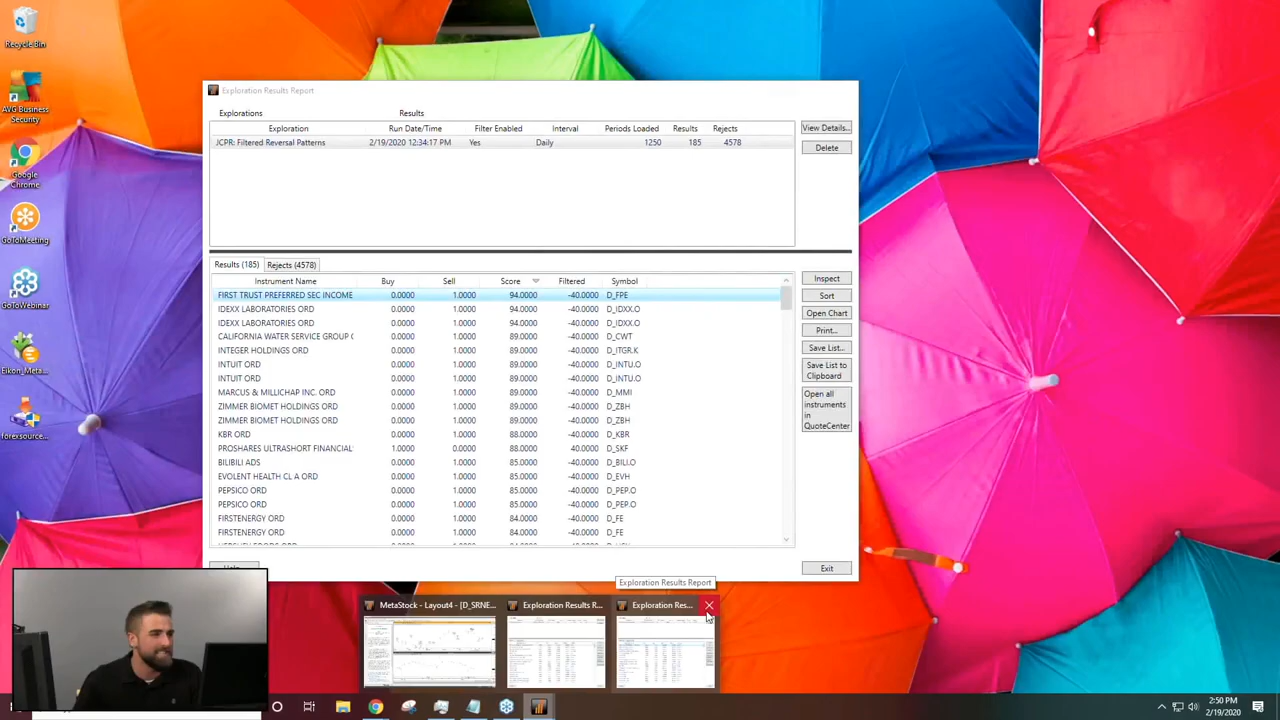 Recycle Bin
AVG Business
Security
Google
Chrome
GoToMeeting
GoToWebinar
Eikon_Meta...
forexsource...
Exploration Results Report
Explorations Results
Exploration Run Date/Time Filter Enabled Interval Periods Loaded Results Rejects
JCPR: Filtered Reversal Patterns 2/19/2020 12:34:17 PM Yes Daily 1250 185 4578
View Details...
Delete
Results (185) Rejects (4578)
Instrument Name Buy Sell Score Filtered Symbol
FIRST TRUST PREFERRED SEC INCOME 0.0000 1.0000 94.0000 -40.0000 D_FPE
IDEXX LABORATORIES ORD 0.0000 1.0000 94.0000 -40.0000 D_IDXX.O
IDEXX LABORATORIES ORD 0.0000 1.0000 94.0000 -40.0000 D_IDXX.O
CALIFORNIA WATER SERVICE GROUP ( 0.0000 1.0000 89.0000 -40.0000 D_CWT
INTEGER HOLDINGS ORD 0.0000 1.0000 89.0000 -40.0000 D_ITGR.K
INTUIT ORD 0.0000 1.0000 89.0000 -40.0000 D_INTU.O
INTUIT ORD 0.0000 1.0000 89.0000 -40.0000 D_INTU.O
MARCUS & MILLICHAP INC. ORD 0.0000 1.0000 89.0000 -40.0000 D_MMI
ZIMMER BIOMET HOLDINGS ORD 0.0000 1.0000 89.0000 -40.0000 D_ZBH
ZIMMER BIOMET HOLDINGS ORD 0.0000 1.0000 89.0000 -40.0000 D_ZBH
KBR ORD 0.0000 1.0000 88.0000 -40.0000 D_KBR
PROSHARES ULTRASHORT FINANCIAL 1.0000 0.0000 88.0000 -40.0000 D_SKF
BILIBILI ADS 0.0000 1.0000 85.0000 -40.0000 D_BILI.O
EVOLENT HEALTH CL A ORD 0.0000 1.0000 85.0000 -40.0000 D_EVH
PEPSICO ORD 0.0000 1.0000 85.0000 -40.0000 D_PEP.O
PEPSICO ORD 0.0000 1.0000 85.0000 -40.0000 D_PEP.O
FIRSTENERGY ORD 0.0000 1.0000 84.0000 -40.0000 D_FE
FIRSTENERGY ORD 0.0000 1.0000 84.0000 -40.0000 D_FE
Inspect
Sort
Open Chart
Print...
Save List...
Save List to
Clipboard
Open all
instruments
in
QuoteCenter
Exit
Exploration Results Report
MetaStock - Layout4 - [D_SRNE... Exploration Results R... Exploration Res...
2:50 PM
2/19/2020